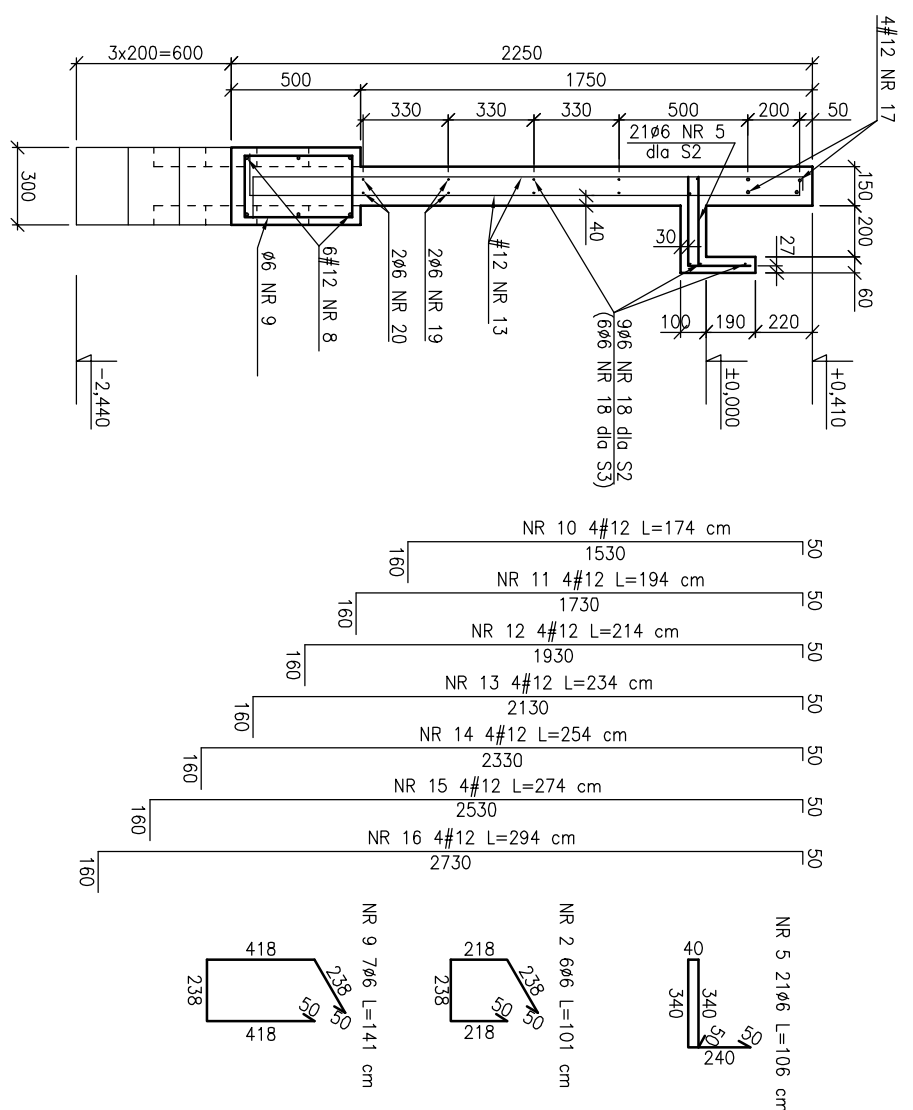 3x200=600
2250
500
1750
330
330
330
500
200
50
4#12 NR 17
21ø6 NR 5
dla S2
300
150
200
27
60
40
30
100
190
220
ø6 NR 9
6#12 NR 8
2ø6 NR 20
2ø6 NR 19
#12 NR 13
9ø6 NR 18 dla S2
(6ø6 NR 18 dla S3)
-2,440
±0,000
+0,410
NR 10 4#12 L=174 cm
1530
160
50
NR 11 4#12 L=194 cm
1730
160
50
NR 12 4#12 L=214 cm
1930
160
50
NR 13 4#12 L=234 cm
2130
160
50
NR 14 4#12 L=254 cm
2330
160
50
NR 15 4#12 L=274 cm
2530
160
50
NR 16 4#12 L=294 cm
2730
160
50
NR 9 7ø6 L=141 cm
418
238
238
50
50
418
NR 2 6ø6 L=101 cm
218
238
238
50
50
218
NR 5 21ø6 L=106 cm
40
340
340
50
50
240